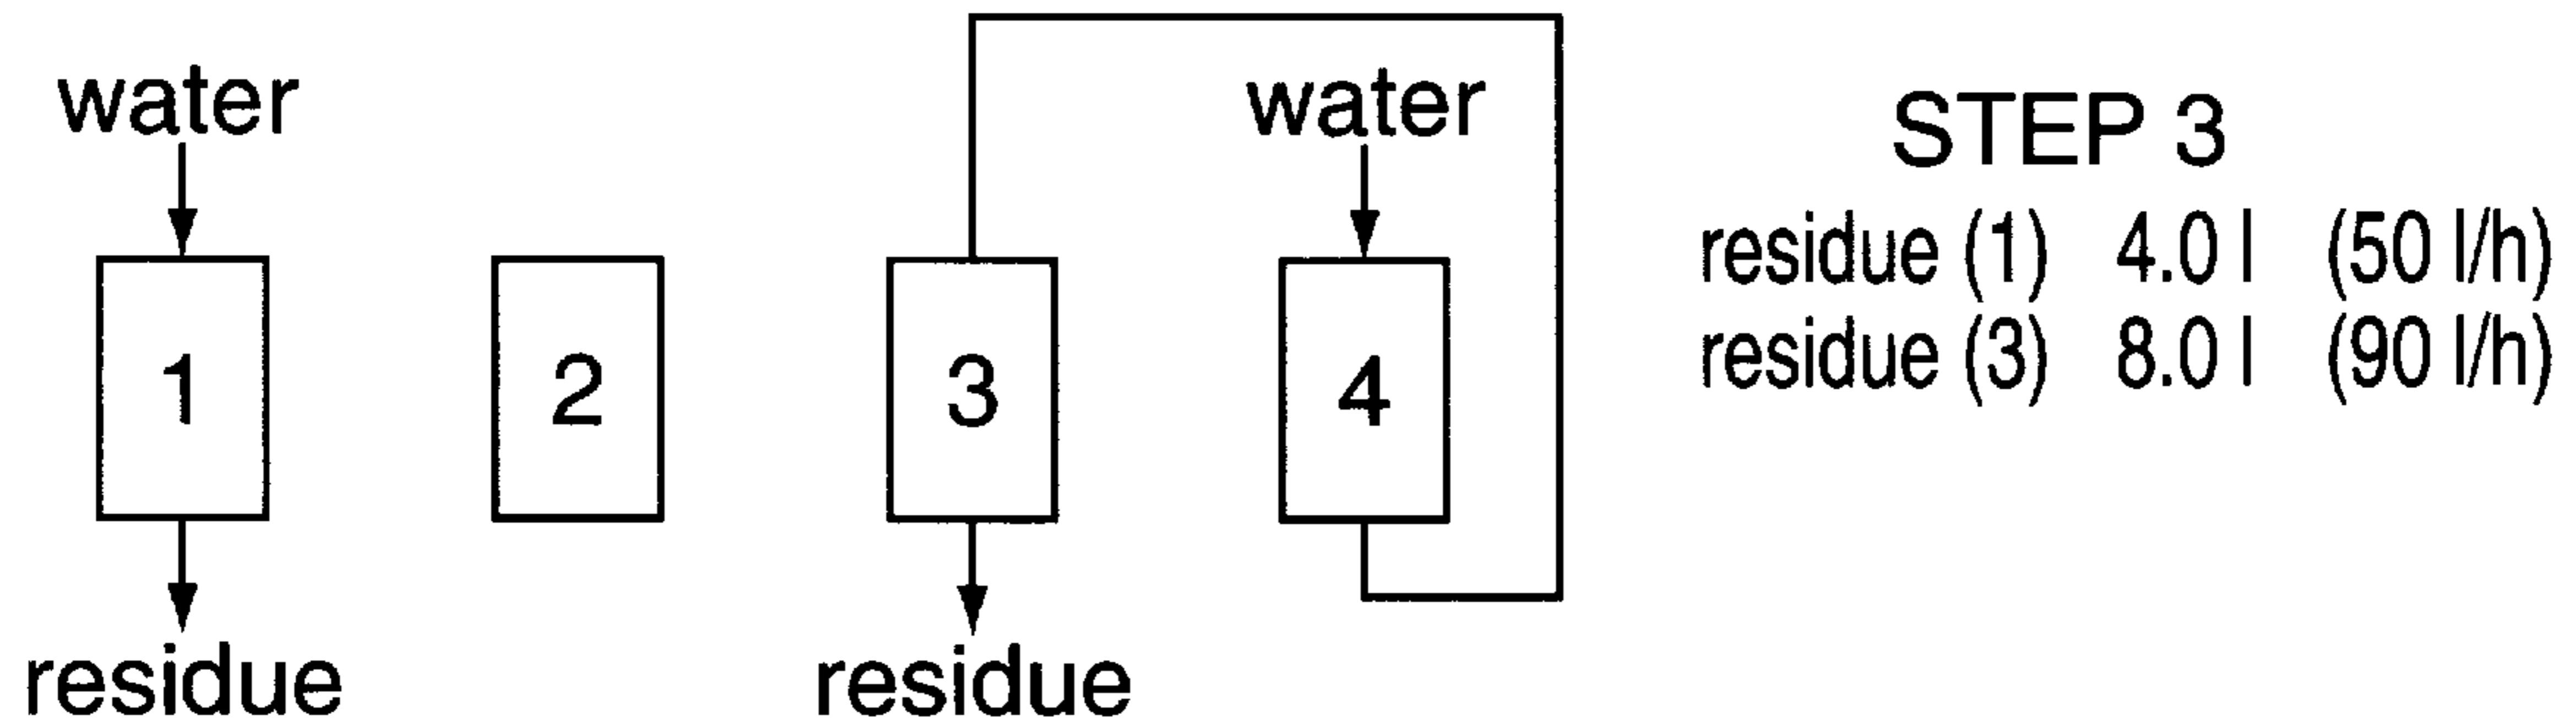 water
water
STEP 3
residue (1) 4.0 l (50 l/h)
residue (3) 8.0 l (90 l/h)
1
2
3
4
residue
residue